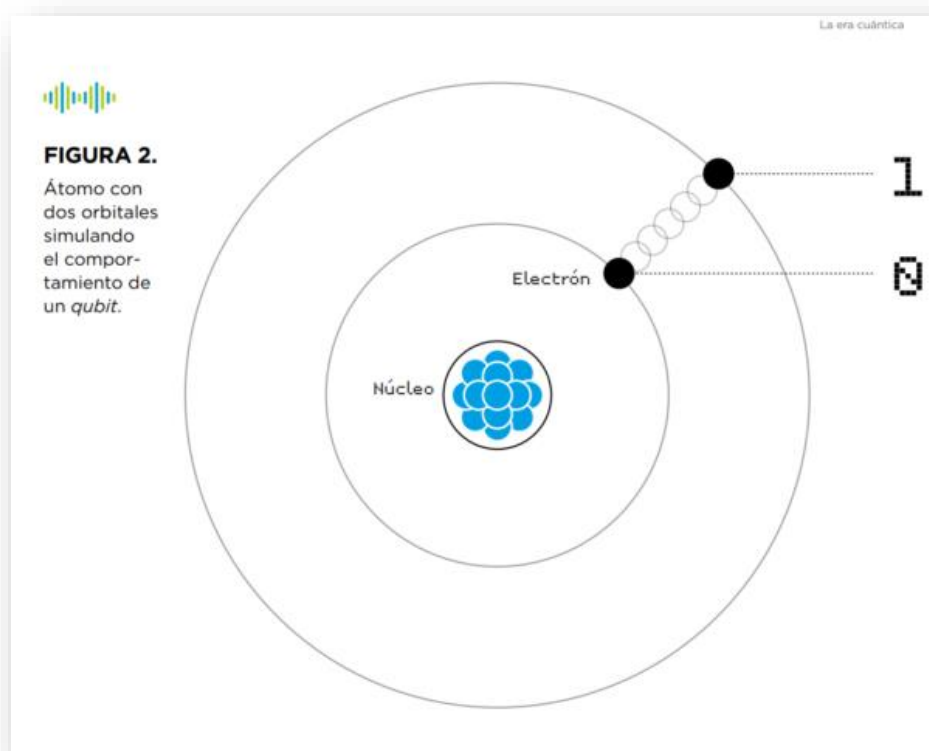 La era cuántica
FIGURA 2.
Átomo con
dos orbitales
simulando
el compor-
tamiento de
un qubit.
1
Electrón
0
Núcleo